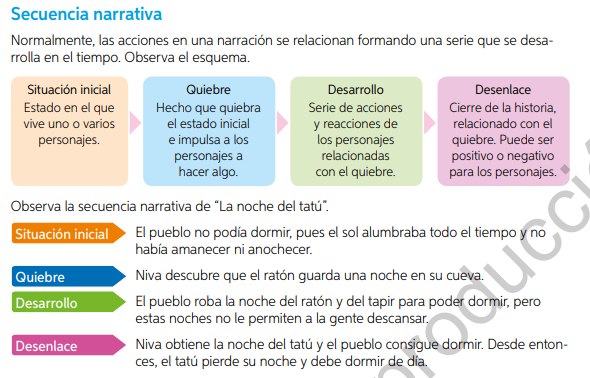 Secuencia narrativa
Normalmente, las acciones en una narración se relacionan formando una serie que se desa-
rrolla en el tiempo. Observa el esquema.
Situación inicial
Estado en el que
vive uno o varios
personajes.
Quiebre
Hecho que quiebra
el estado inicial
e impulsa a los
personajes a
hacer algo.
Desarrollo
Serie de acciones
y reacciones de
los personajes
relacionadas
con el quiebre.
Desenlace
Cierre de la historia,
relacionado con el
quiebre. Puede ser
positivo o negativo
para los personajes.
Observa la secuencia narrativa de “La noche del tatú”.
Situación inicial
El pueblo no podía dormir, pues el sol alumbraba todo el tiempo y no
había amanecer ni anochecer.
Quiebre
Niva descubre que el ratón guarda una noche en su cueva.
Desarrollo
El pueblo roba la noche del ratón y del tapir para poder dormir, pero
estas noches no le permiten a la gente descansar.
Desenlace
Niva obtiene la noche del tatú y el pueblo consigue dormir. Desde enton-
ces, el tatú pierde su noche y debe dormir de día.